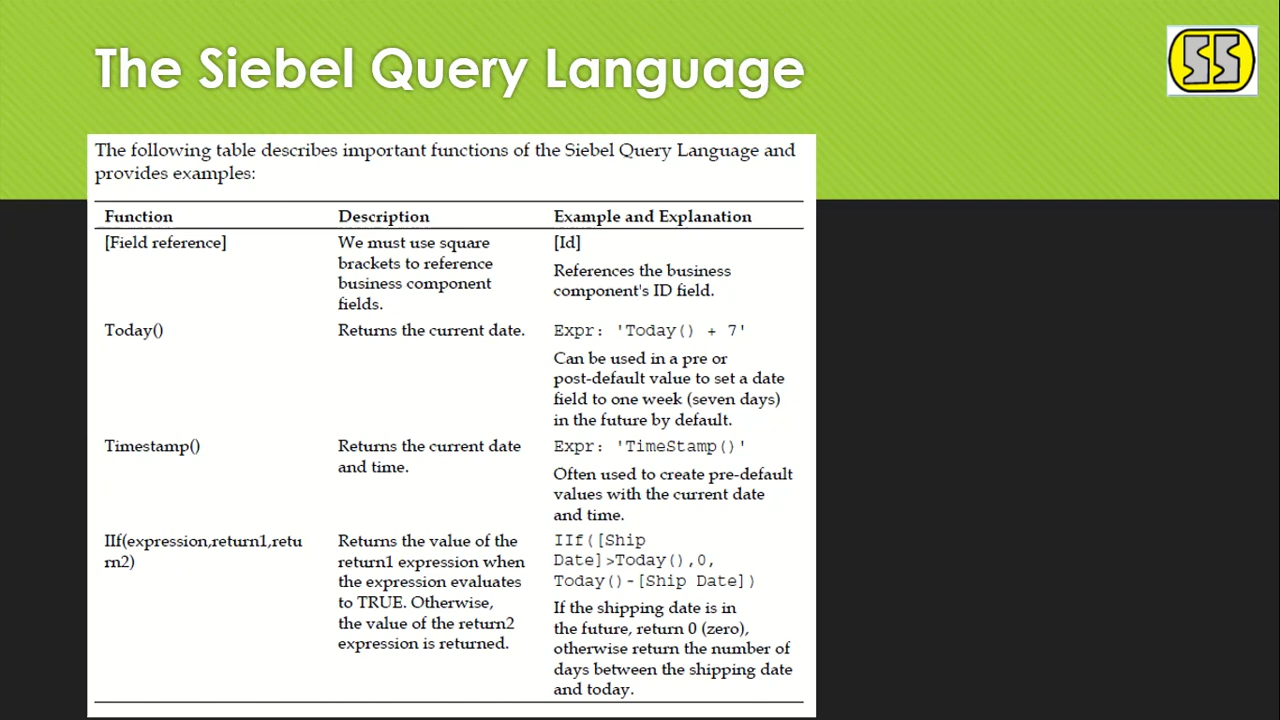 The Siebel Query Language
SS
The following table describes important functions of the Siebel Query Language and
provides examples:
Function Description Example and Explanation
[Field reference] We must use square [Id]
brackets to reference References the business
business component component's ID field.
fields.
Today() Returns the current date. Expr: 'Today() + 7'
Can be used in a pre or
post-default value to set a date
field to one week (seven days)
in the future by default.
Timestamp() Returns the current date Expr: 'TimeStamp()'
and time. Often used to create pre-default
values with the current date
and time.
IIf(expression,return1,retu Returns the value of the IIf([Ship
rn2) return1 expression when Date]>Today(),0,
the expression evaluates Today()-[Ship Date])
to TRUE. Otherwise, If the shipping date is in
the value of the return2 the future, return 0 (zero),
expression is returned. otherwise return the number of
days between the shipping date
and today.